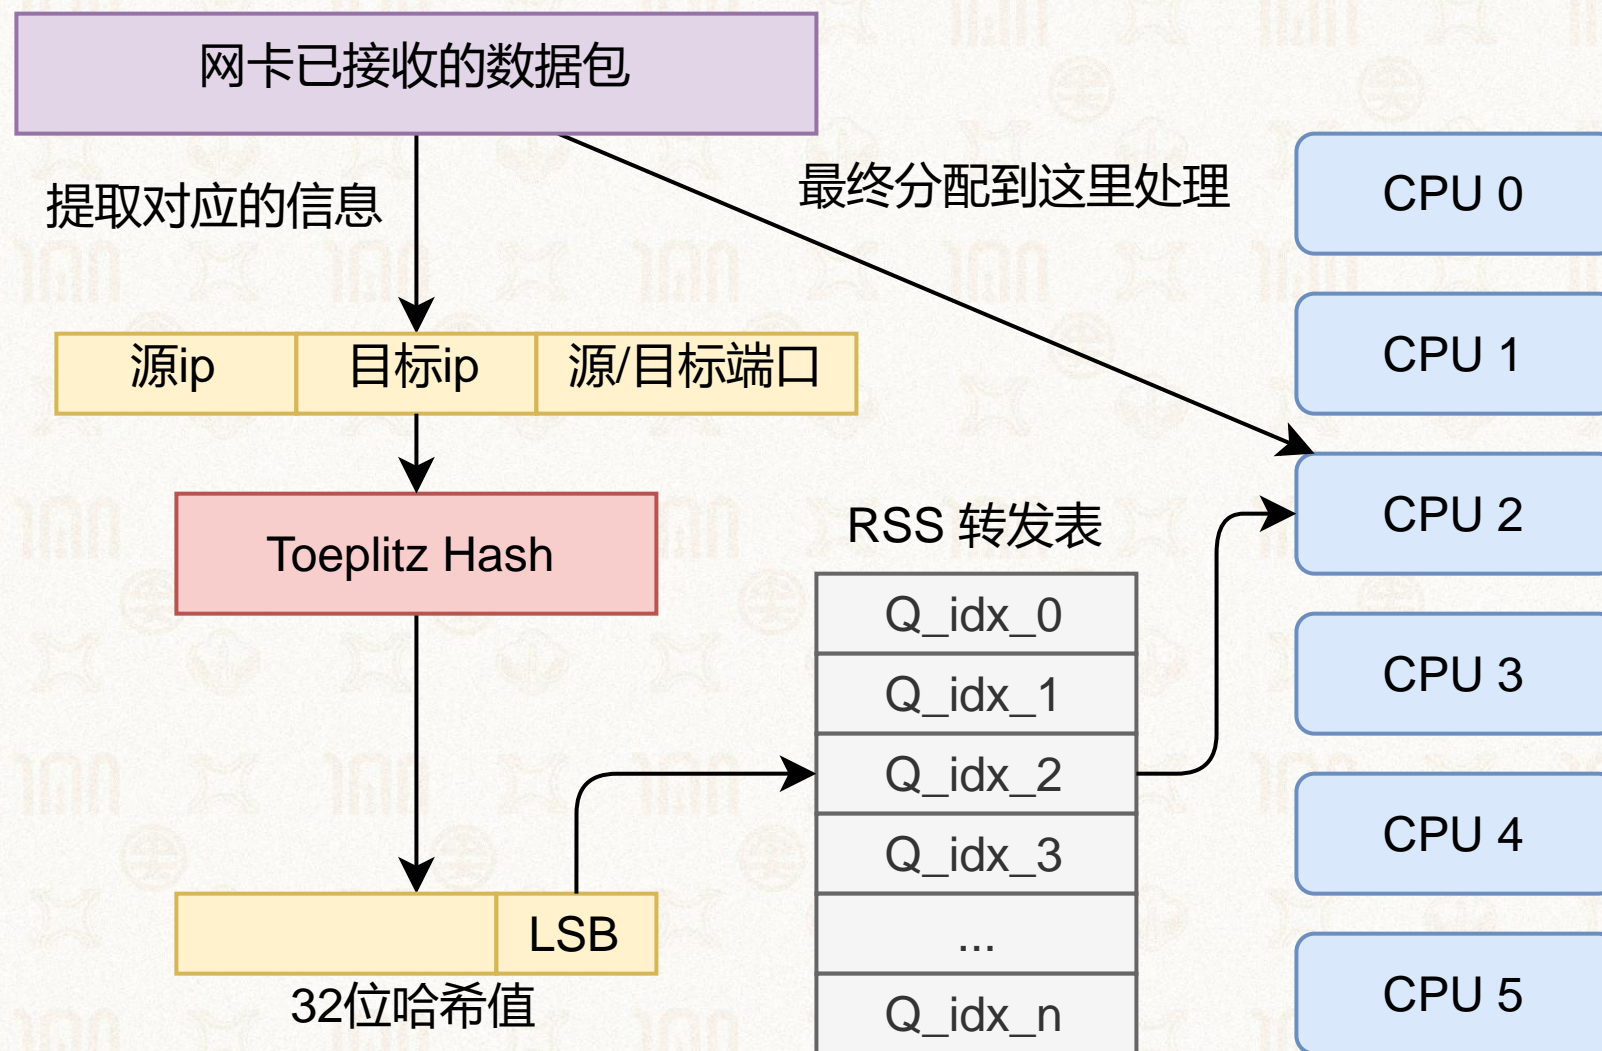 网卡已接收的数据包
提取对应的信息
最终分配到这里处理
源ip
目标ip
源/目标端口
Toeplitz Hash
LSB
32位哈希值
RSS 转发表
Q_idx_0
Q_idx_1
Q_idx_2
Q_idx_3
...
Q_idx_n
CPU 0
CPU 1
CPU 2
CPU 3
CPU 4
CPU 5